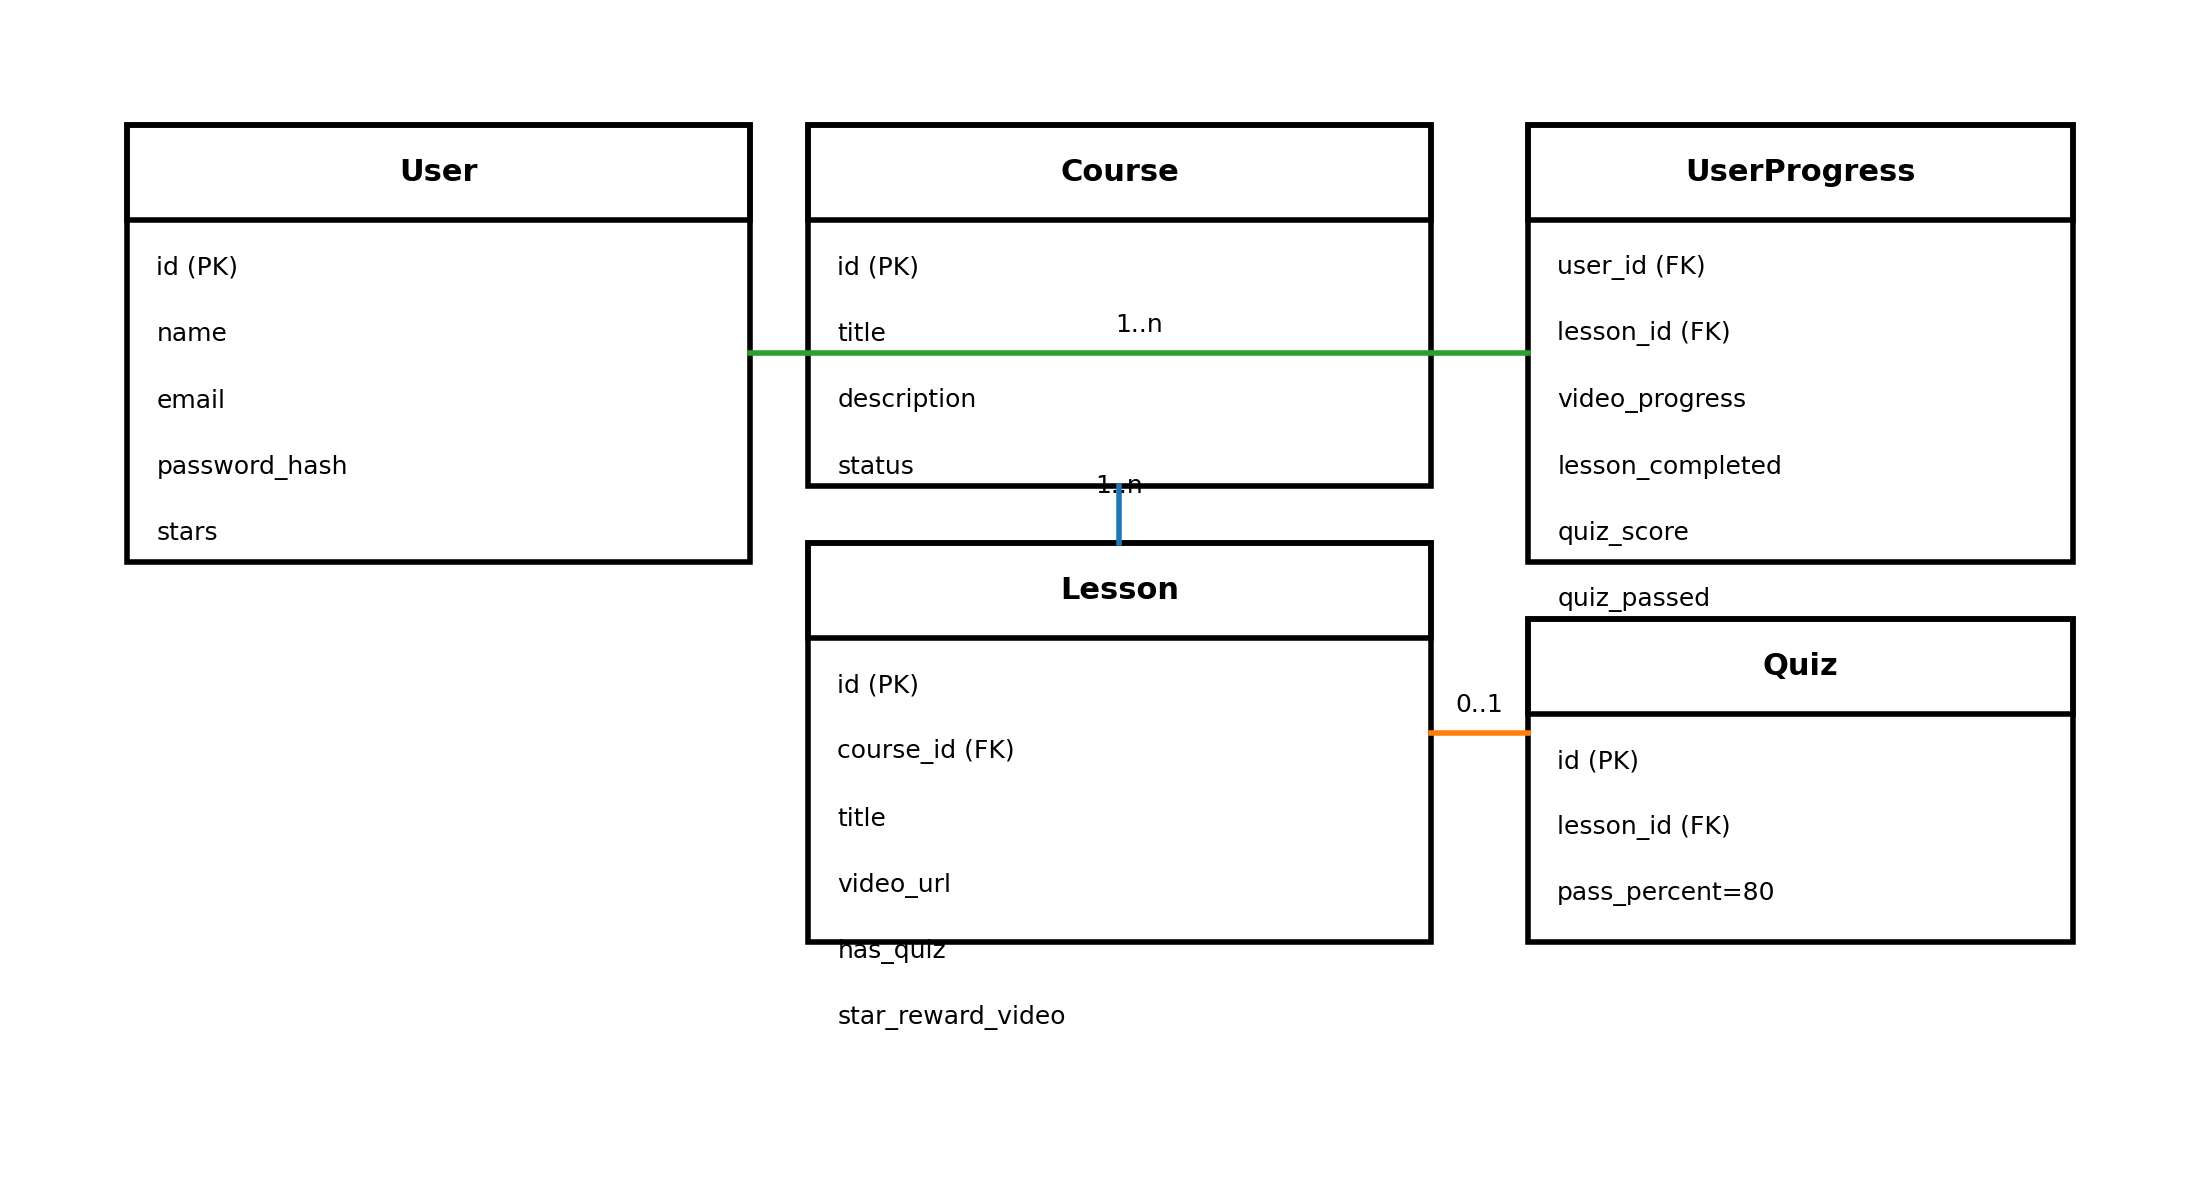 User
id (PK)
name
email
password_hash
stars
Course
id (PK)
title
1..n
description
status
1..n
UserProgress
user_id (FK)
lesson_id (FK)
video_progress
lesson_completed
quiz_score
quiz_passed
Lesson
id (PK)
course_id (FK)
title
video_url
has_quiz
star_reward_video
0..1
Quiz
id (PK)
lesson_id (FK)
pass_percent=80